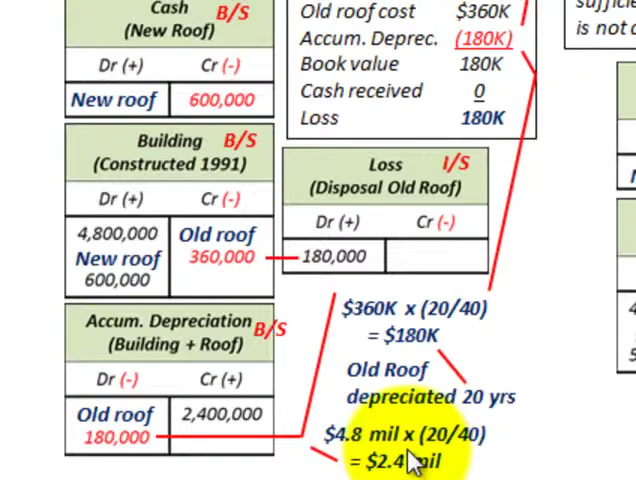 Cash B/S
(New Roof)
Dr (+) Cr (-)
New roof 600,000
Old roof cost $360K
Accum. Deprec. (180K)
Book value 180K
Cash received 0
Loss 180K
is not
Building B/S
(Constructed 1991)
Dr (+) Cr (-)
4,800,000 Old roof
New roof 360,000
600,000
Loss I/S
(Disposal Old Roof)
Dr (+) Cr (-)
180,000
Accum. Depreciation B/S
(Building + Roof)
Dr (-) Cr (+)
Old roof 2,400,000
180,000
$360K x (20/40)
= $180K
Old Roof
depreciated 20 yrs
$4.8 mil x (20/40)
= $2.4 mil